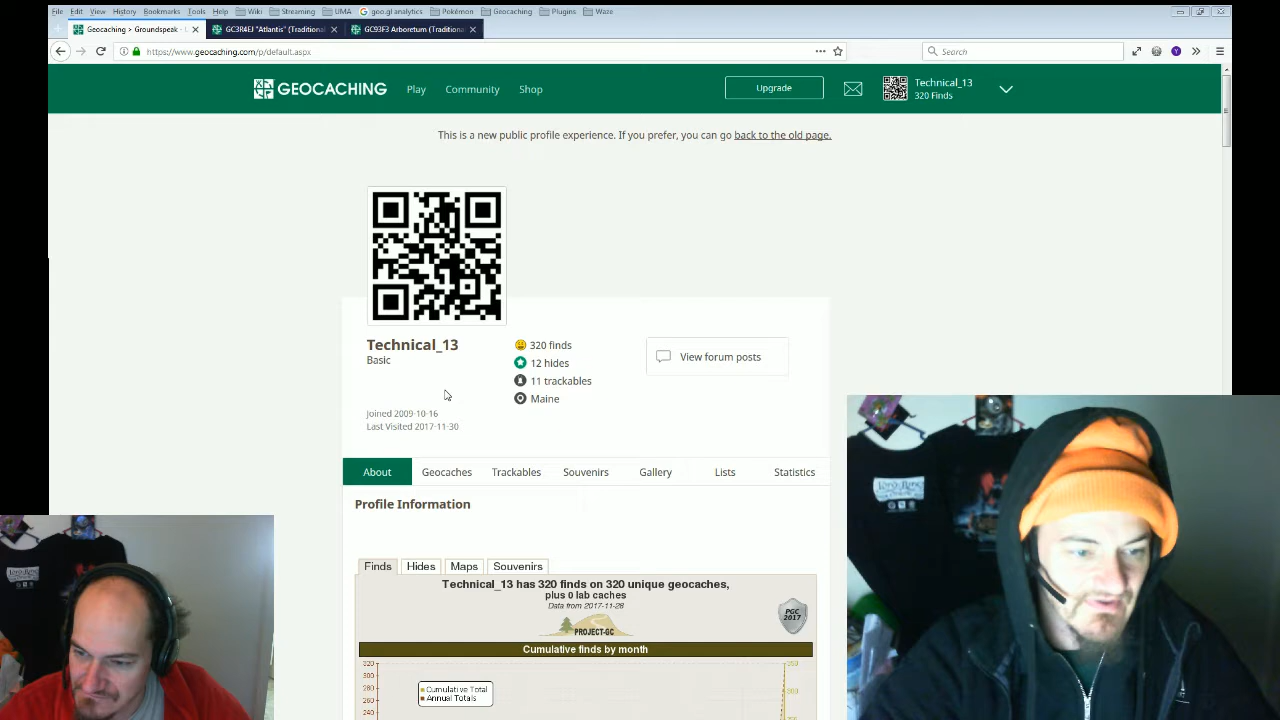 File Edit View History Bookmarks Tools Help Wiki Streaming UMA goo.gl analytics Pokémon Geocaching Plugins Waze
Geocaching > Groundspeak - L GC3R4EJ "Atlantis" (Traditional GC93F3 Arboretum (Traditional
https://www.geocaching.com/p/default.aspx Search
GEOCACHING Play Community Shop Upgrade Technical_13
320 Finds
This is a new public profile experience. If you prefer, you can go back to the old page.
Technical_13
Basic
320 finds
12 hides
11 trackables
Maine
View forum posts
Joined 2009-10-16
Last Visited 2017-11-30
About Geocaches Trackables Souvenirs Gallery Lists Statistics
Profile Information
Finds Hides Maps Souvenirs
Technical_13 has 320 finds on 320 unique geocaches,
plus 0 lab caches
Data from 2017-11-28
PROJECT-GC
PGC
2017
Cumulative finds by month
320
300
280
260
240
Cumulative Total
Annual Totals